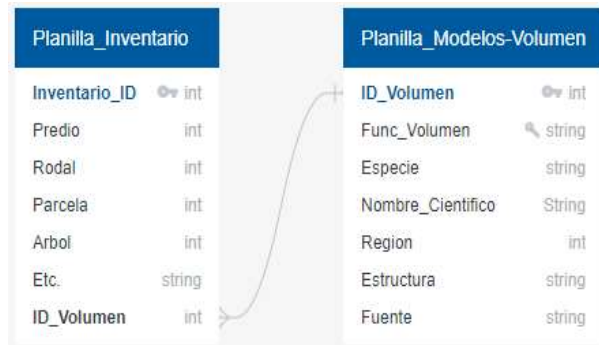 Planilla_Inventario
Inventario_ID int
Predio int
Rodal int
Parcela int
Arbol int
Etc. string
ID_Volumen int
Planilla_Modelos-Volumen
ID_Volumen int
Func_Volumen string
Especie string
Nombre_Cientifico String
Region int
Estructura string
Fuente string